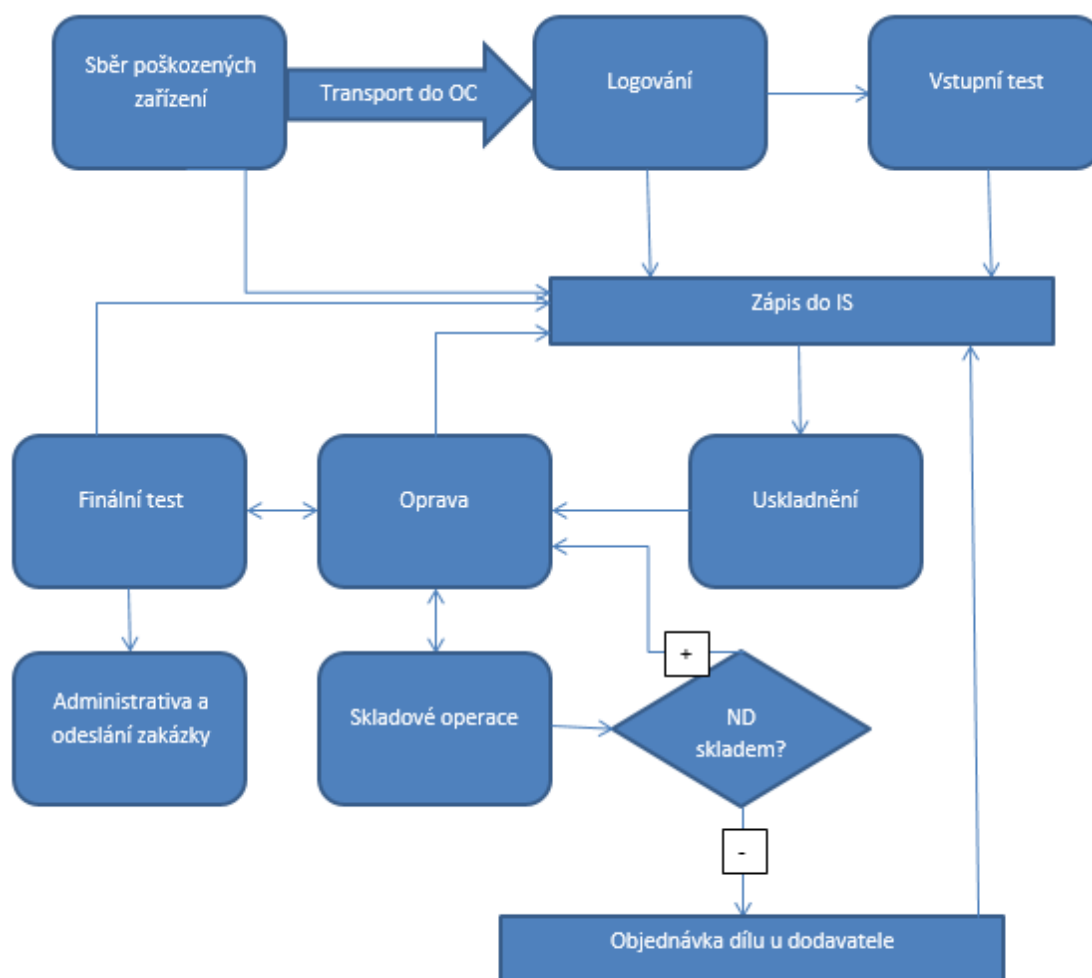 Sběr poškozených
zařízení
Transport do OC
Logování
Vstupní test
Zápis do IS
Finální test
Oprava
Uskladnění
+
Administrativa a
odeslání zakázky
Skladové operace
ND
skladem?
-
Objednávka dílu u dodavatele